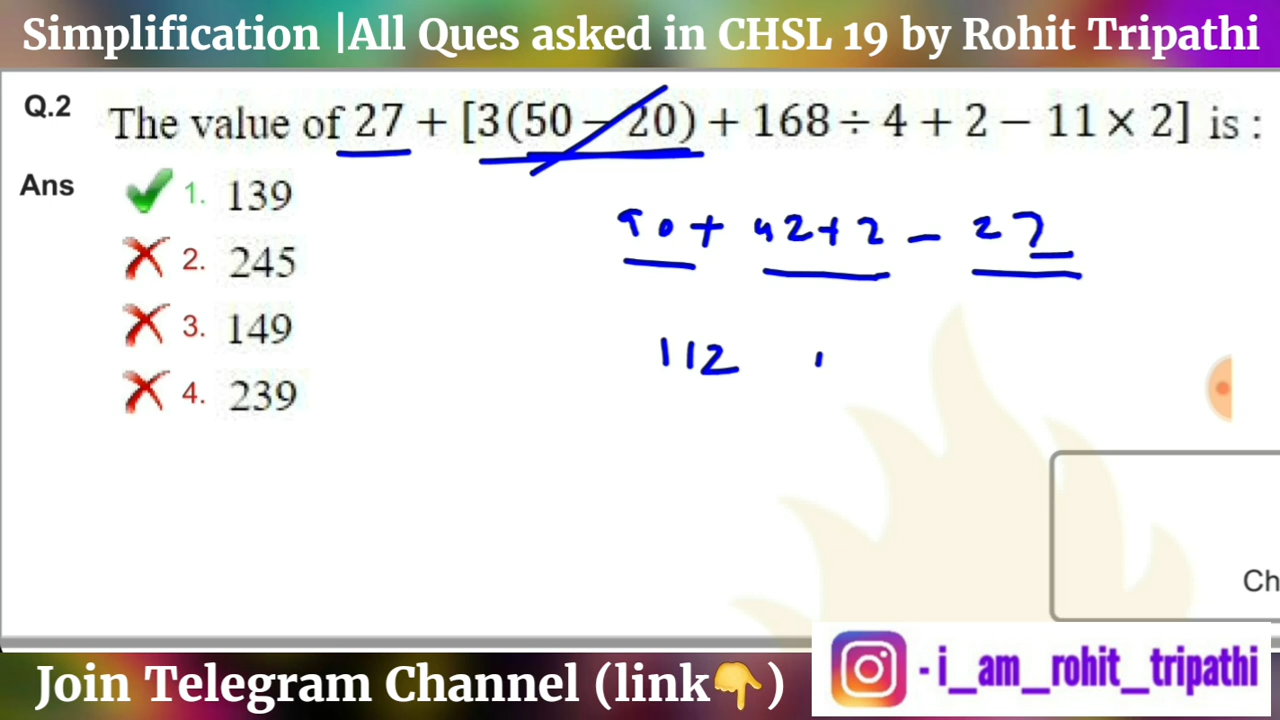 Simplification |All Ques asked in CHSL 19 by Rohit Tripathi
Q.2 The value of 27 + [3(50 − 20) + 168 ÷ 4 + 2 − 11 × 2] is :
Ans
1. 139
2. 245
3. 149
4. 239
90 + 42+2 − 22
112
Ch
Join Telegram Channel (link👇)
-i_am_rohit_tripathi